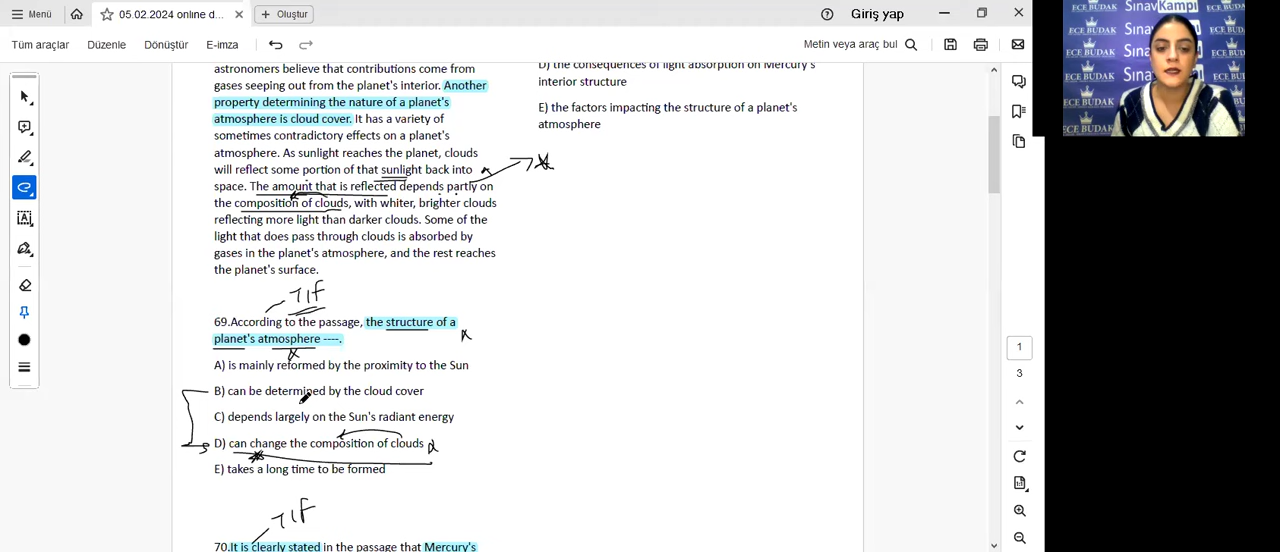 Menü
05.02.2024 online d...
Oluştur
Giriş yap
Tüm araçlar
Düzenle
Dönüştür
E-imza
Metin veya araç bul
astronomers believe that contributions come from
gases seeping out from the planet's interior. Another
property determining the nature of a planet's
atmosphere is cloud cover. It has a variety of
sometimes contradictory effects on a planet's
atmosphere. As sunlight reaches the planet, clouds
will reflect some portion of that sunlight back into
space. The amount that is reflected depends partly on
the composition of clouds, with whiter, brighter clouds
reflecting more light than darker clouds. Some of the
light that does pass through clouds is absorbed by
gases in the planet's atmosphere, and the rest reaches
the planet's surface.
T/F
69.According to the passage, the structure of a
planet's atmosphere ----.
A) is mainly reformed by the proximity to the Sun
B) can be determined by the cloud cover
C) depends largely on the Sun's radiant energy
D) can change the composition of clouds
E) takes a long time to be formed
T/F
70.It is clearly stated in the passage that Mercury's
D) the consequences of light absorption on Mercury's
interior structure
E) the factors impacting the structure of a planet's
atmosphere
1
3
SınavKampı
ECE BUDAK
ECE BUDAK
ECE BUDAK
ECE BUDAK